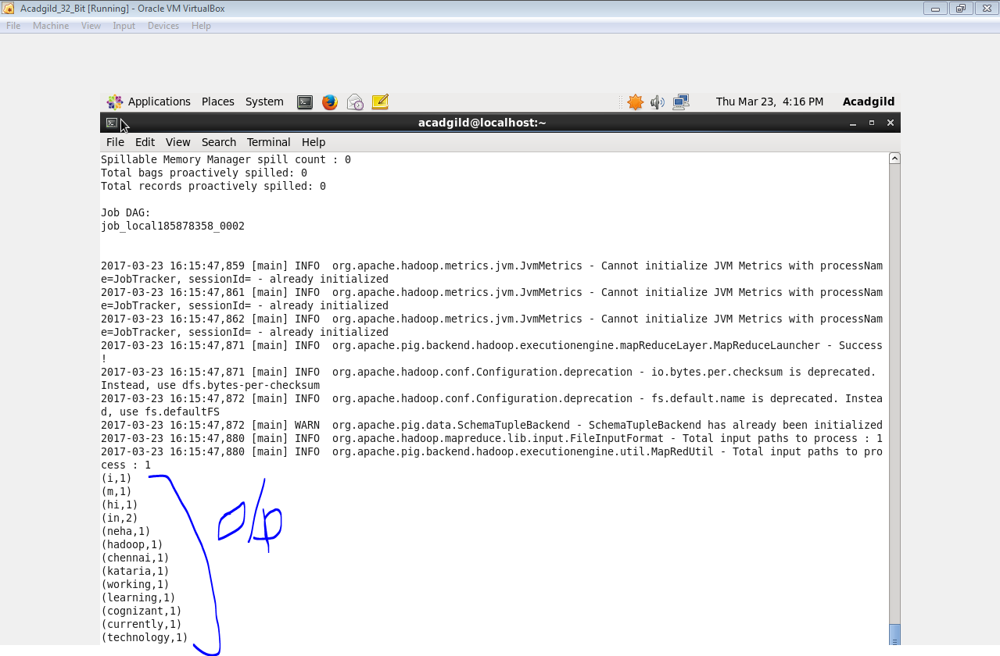 Acadgild_32_Bit [Running] - Oracle VM VirtualBox
File Machine View Input Devices Help
Applications Places System Thu Mar 23, 4:16 PM Acadgild
acadgild@localhost:~
File Edit View Search Terminal Help
Spillable Memory Manager spill count : 0
Total bags proactively spilled: 0
Total records proactively spilled: 0
Job DAG:
job_local185878358_0002
2017-03-23 16:15:47,859 [main] INFO  org.apache.hadoop.metrics.jvm.JvmMetrics - Cannot initialize JVM Metrics with processNam
e=JobTracker, sessionId= - already initialized
2017-03-23 16:15:47,861 [main] INFO  org.apache.hadoop.metrics.jvm.JvmMetrics - Cannot initialize JVM Metrics with processNam
e=JobTracker, sessionId= - already initialized
2017-03-23 16:15:47,862 [main] INFO  org.apache.hadoop.metrics.jvm.JvmMetrics - Cannot initialize JVM Metrics with processNam
e=JobTracker, sessionId= - already initialized
2017-03-23 16:15:47,871 [main] INFO  org.apache.pig.backend.hadoop.executionengine.mapReduceLayer.MapReduceLauncher - Success
!
2017-03-23 16:15:47,871 [main] INFO  org.apache.hadoop.conf.Configuration.deprecation - io.bytes.per.checksum is deprecated.
Instead, use dfs.bytes-per-checksum
2017-03-23 16:15:47,872 [main] INFO  org.apache.hadoop.conf.Configuration.deprecation - fs.default.name is deprecated. Instea
d, use fs.defaultFS
2017-03-23 16:15:47,872 [main] WARN  org.apache.pig.data.SchemaTupleBackend - SchemaTupleBackend has already been initialized
2017-03-23 16:15:47,880 [main] INFO  org.apache.hadoop.mapreduce.lib.input.FileInputFormat - Total input paths to process : 1
2017-03-23 16:15:47,880 [main] INFO  org.apache.pig.backend.hadoop.executionengine.util.MapRedUtil - Total input paths to pro
cess : 1
(i,1)
(m,1)
(hi,1)
(in,2)
(neha,1)
o/p
(hadoop,1)
(chennai,1)
(kataria,1)
(working,1)
(learning,1)
(cognizant,1)
(currently,1)
(technology,1)